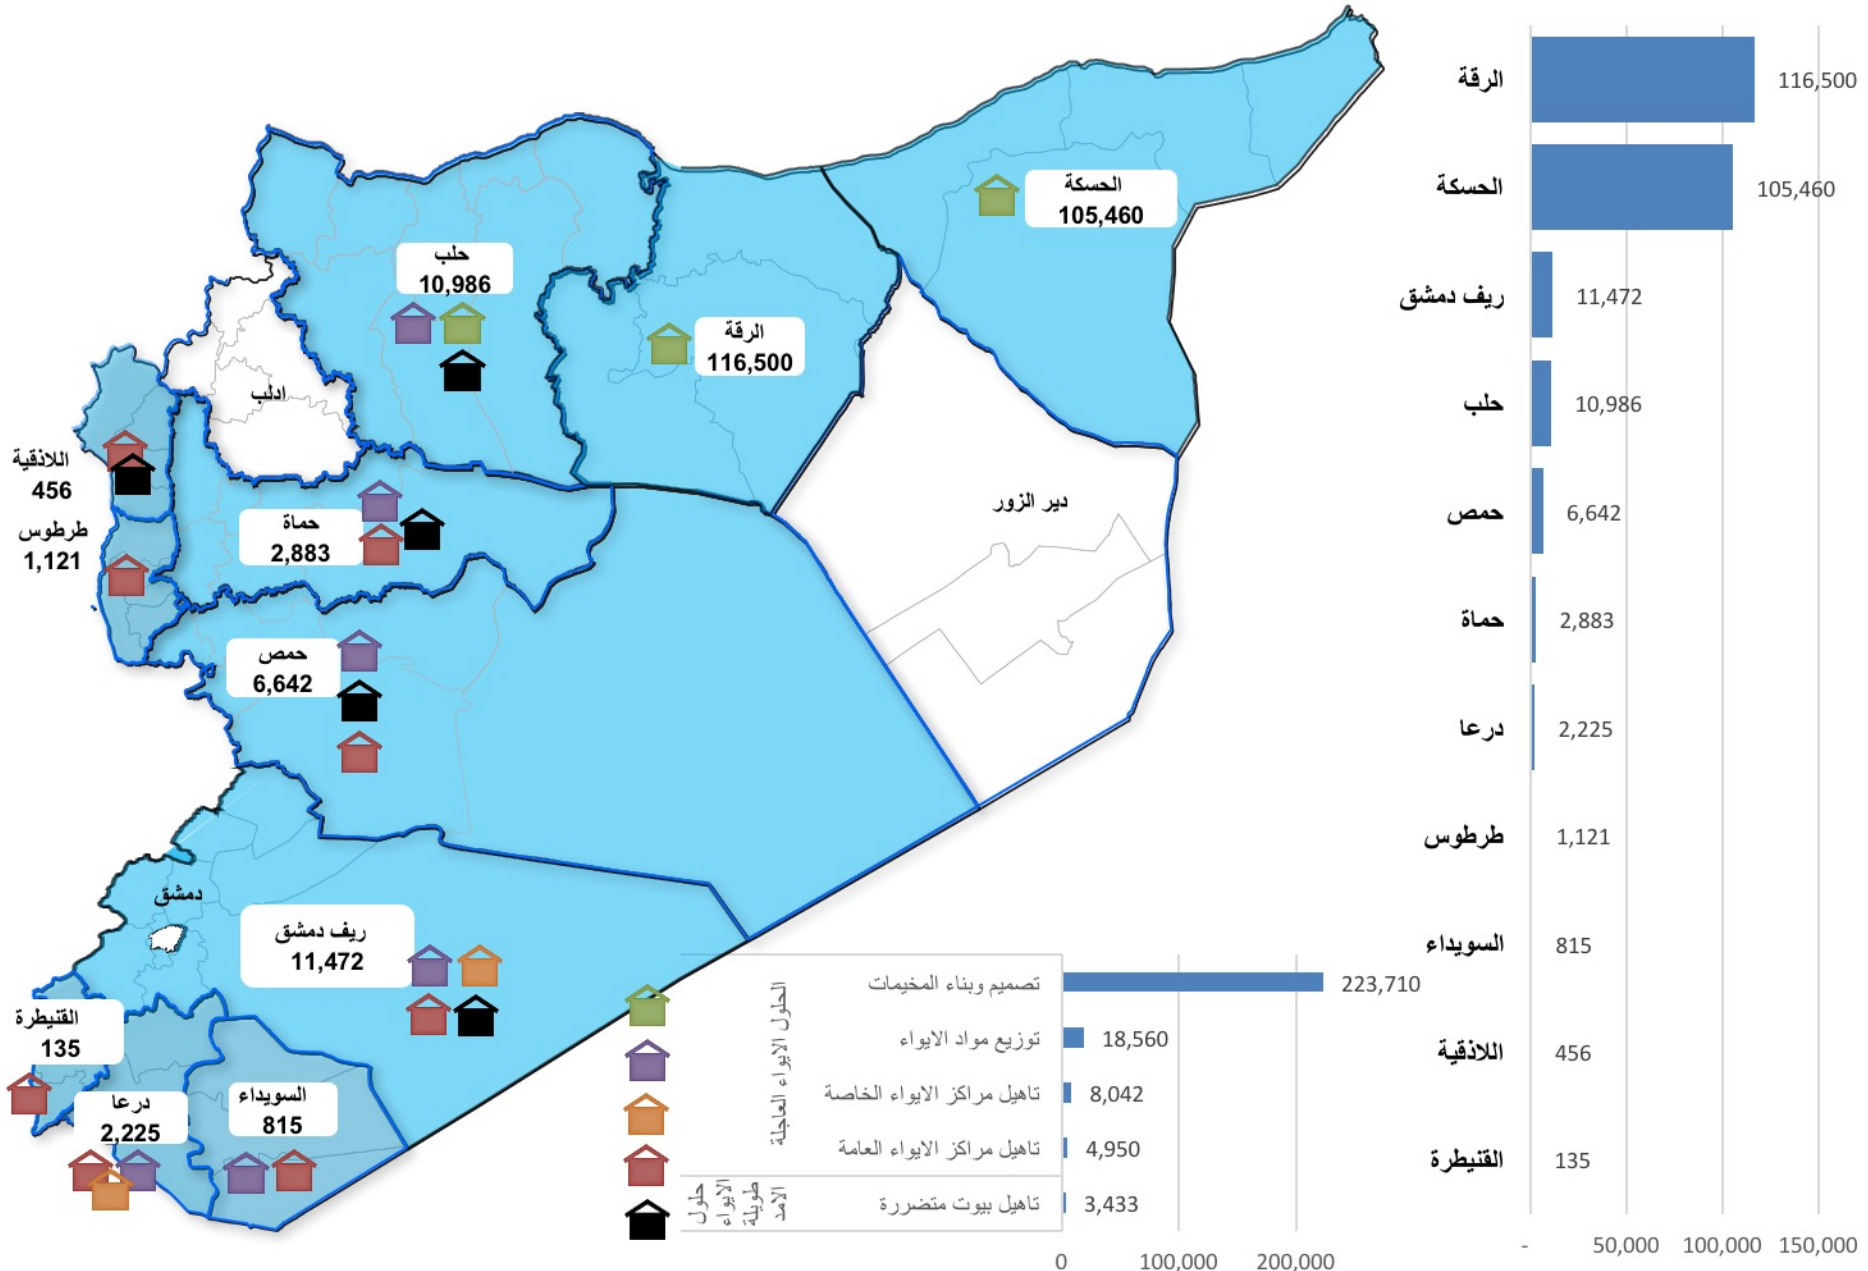 الحسكة
105,460
حلب
10,986
الرقة
116,500
ادلب
دير الزور
اللاذقية
456
طرطوس
1,121
حماة
2,883
حمص
6,642
دمشق
ريف دمشق
11,472
القنيطرة
135
درعا
2,225
السويداء
815
الحلول الايواء العاجلة
تصميم وبناء المخيمات
223,710
توزيع مواد الايواء
18,560
تاهيل مراكز الايواء الخاصة
8,042
تاهيل مراكز الايواء العامة
4,950
حلول
الايواء
طويلة
الامد
تاهيل بيوت متضررة
3,433
0 100,000 200,000
الرقة 116,500
الحسكة 105,460
ريف دمشق 11,472
حلب 10,986
حمص 6,642
حماة 2,883
درعا 2,225
طرطوس 1,121
السويداء 815
اللاذقية 456
القنيطرة 135
- 50,000 100,000 150,000